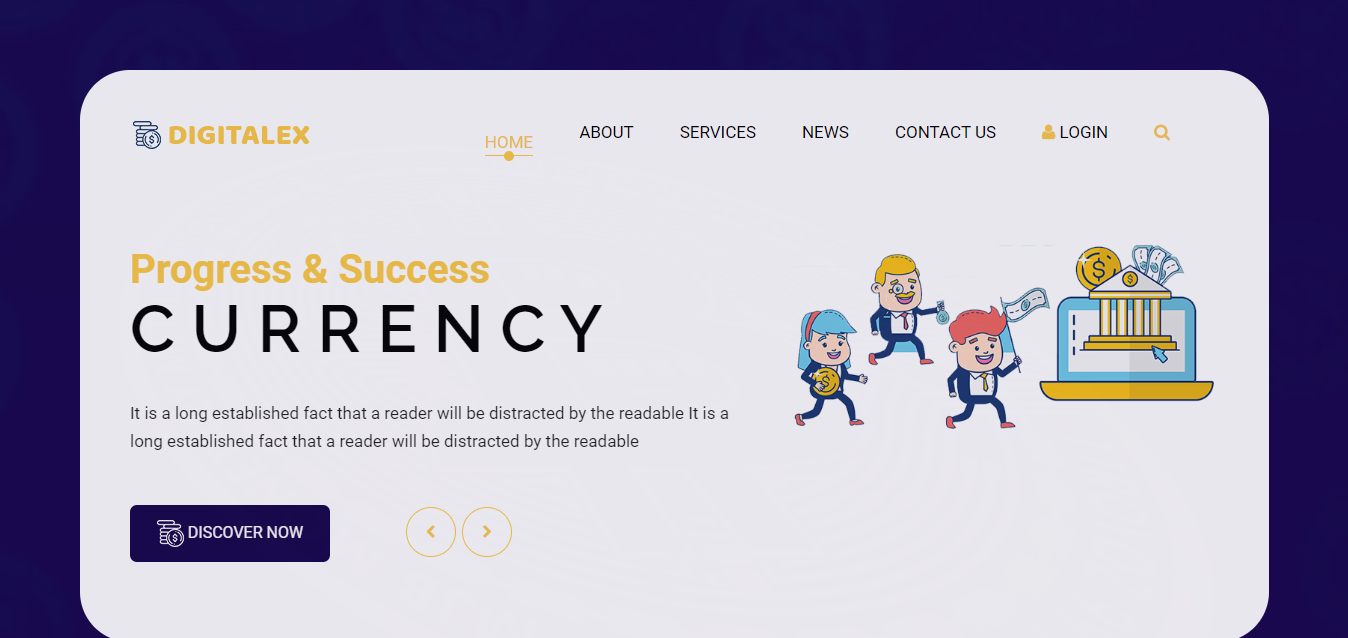 DIGITALEX
HOME ABOUT SERVICES NEWS CONTACT US LOGIN
Progress & Success
CURRENCY
It is a long established fact that a reader will be distracted by the readable It is a
long established fact that a reader will be distracted by the readable
DISCOVER NOW